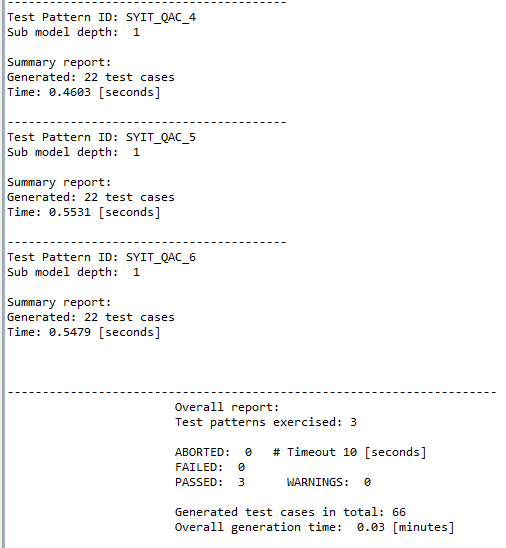 ----------------------------------------
Test Pattern ID: SYIT_QAC_4
Sub model depth:  1
Summary report:
Generated: 22 test cases
Time: 0.4603 [seconds]
----------------------------------------
Test Pattern ID: SYIT_QAC_5
Sub model depth:  1
Summary report:
Generated: 22 test cases
Time: 0.5531 [seconds]
----------------------------------------
Test Pattern ID: SYIT_QAC_6
Sub model depth:  1
Summary report:
Generated: 22 test cases
Time: 0.5479 [seconds]
----------------------------------------------------------------------
Overall report:
Test patterns exercised: 3
ABORTED:  0   # Timeout 10 [seconds]
FAILED:  0
PASSED:  3      WARNINGS:  0
Generated test cases in total: 66
Overall generation time:  0.03 [minutes]